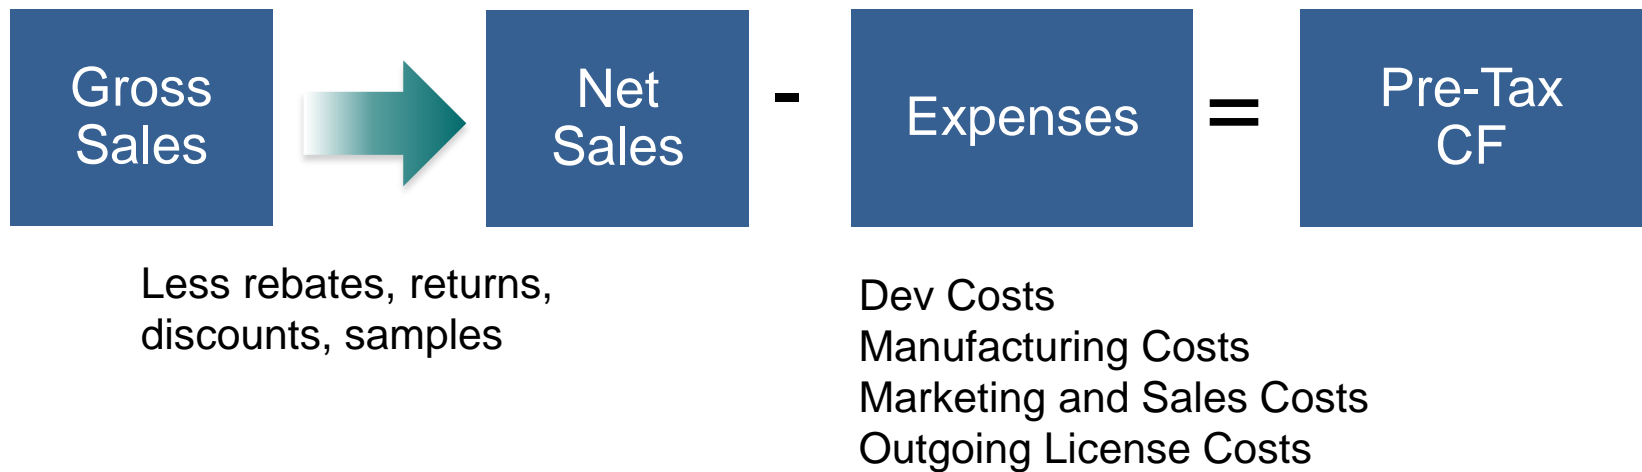 Gross
Sales
Net
Sales
-
Expenses
=
Pre-Tax
CF
Less rebates, returns,
discounts, samples
Dev Costs
Manufacturing Costs
Marketing and Sales Costs
Outgoing License Costs